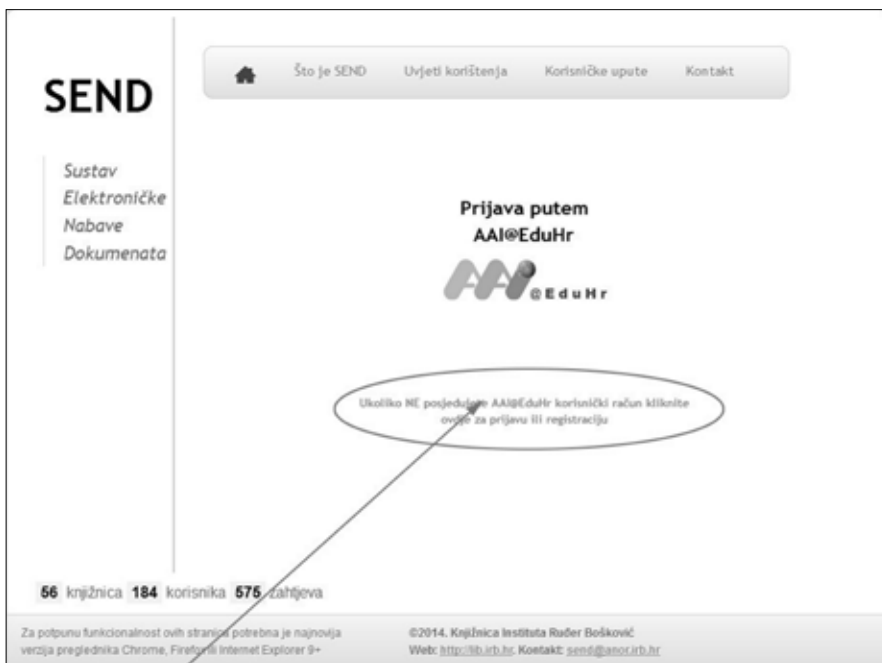 SEND
Što je SEND Uvjeti korištenja Korisničke upute Kontakt
Sustav
Elektroničke
Nabave
Dokumenata
Prijava putem
AAI@EduHr
AAi@EduHr
Ukoliko NE posjedujete AAI@EduHr korisnički račun kliknite
ovdje za prijavu ili registraciju
56 knjižnica 184 korisnika 575 zahtjeva
Za potpunu funkcionalnost ovih stranica potrebna je najnovija
verzija preglednika Chrome, Firefox ili Internet Explorer 9+
©2014. Knjižnica Instituta Ruđer Bošković
Web: http://lib.irb.hr. Kontakt: send@anor.irb.hr